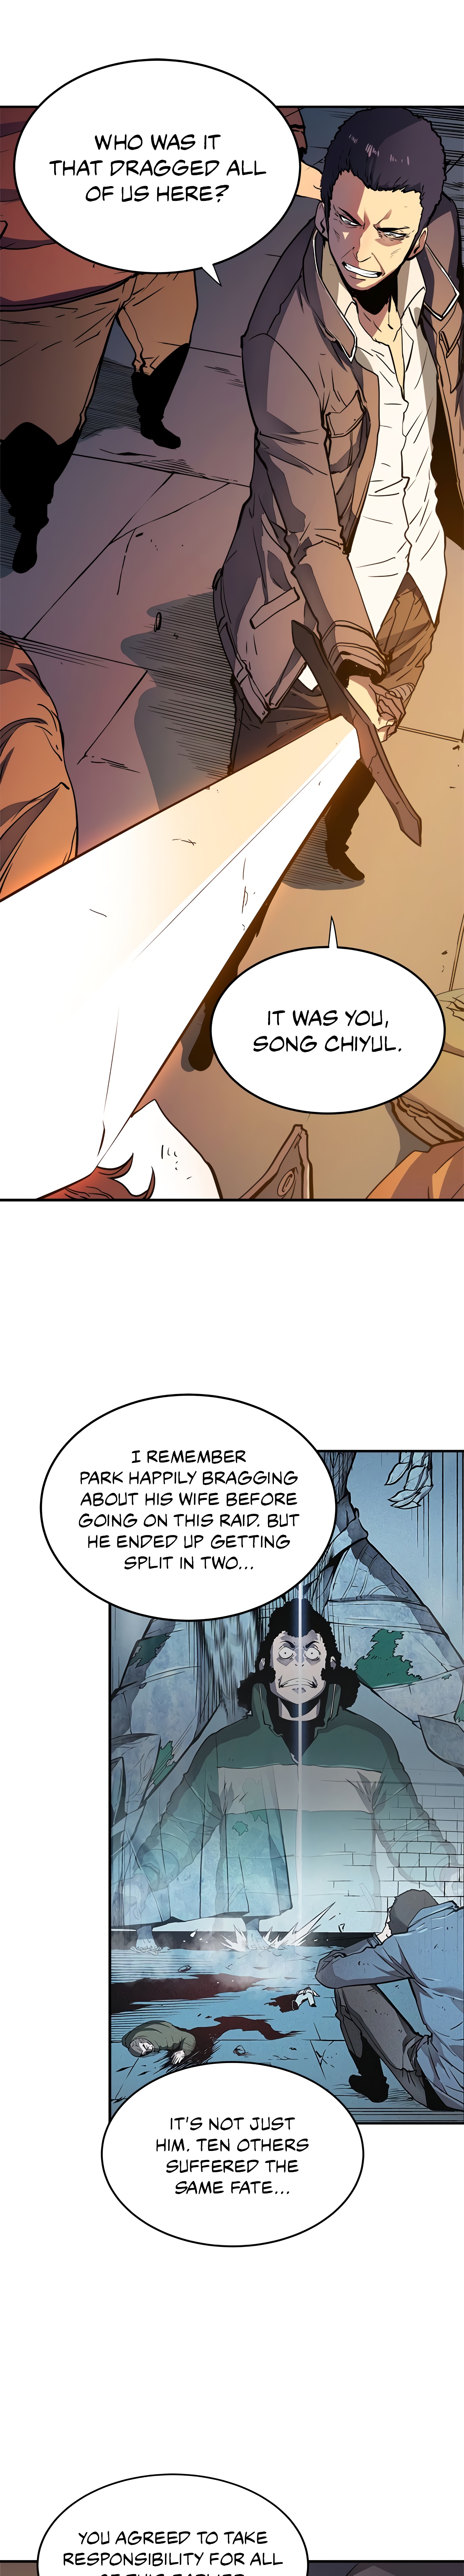 WHO WAS IT
THAT DRAGGED ALL
OF US HERE?
IT WAS YOU,
SONG CHIYUL.
I REMEMBER
PARK HAPPILY BRAGGING
ABOUT HIS WIFE BEFORE
GOING ON THIS RAID. BUT
HE ENDED UP GETTING
SPLIT IN TWO...
IT'S NOT JUST
HIM. TEN OTHERS
SUFFERED THE
SAME FATE...
YOU AGREED TO TAKE
RESPONSIBILITY FOR ALL